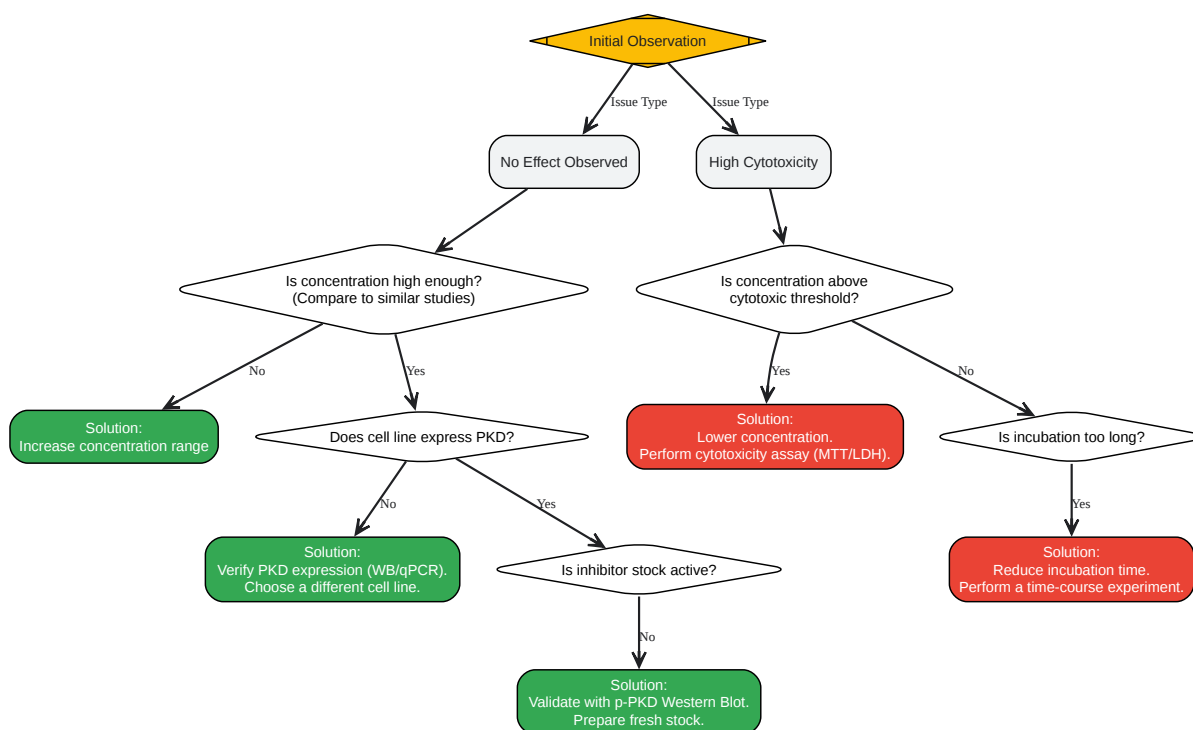 Initial Observation
Issue Type
Issue Type
No Effect Observed
High Cytotoxicity
Is concentration high enough?
(Compare to similar studies)
Is concentration above
cytotoxic threshold?
No
Yes
Yes
No
Solution:
Increase concentration range
Does cell line express PKD?
Solution:
Lower concentration.
Perform cytotoxicity assay (MTT/LDH).
Is incubation too long?
No
Yes
Yes
Solution:
Verify PKD expression (WB/qPCR).
Choose a different cell line.
Is inhibitor stock active?
Solution:
Reduce incubation time.
Perform a time-course experiment.
No
Solution:
Validate with p-PKD Western Blot.
Prepare fresh stock.